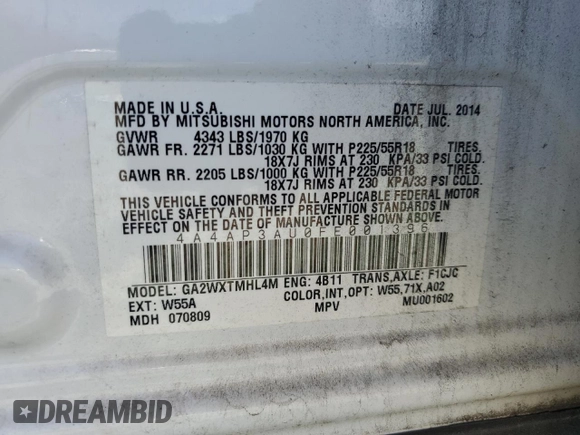 MADE IN U.S.A. DATE JUL. 2014
MFD BY MITSUBISHI MOTORS NORTH AMERICA, INC.
GVWR 4343 LBS/1970 KG
GAWR FR. 2271 LBS/1030 KG WITH P225/55R18 TIRES,
18X7J RIMS AT 230 KPA/33 PSI COLD.
GAWR RR. 2205 LBS/1000 KG WITH P225/55R18 TIRES,
18X7J RIMS AT 230 KPA/33 PSI COLD.
THIS VEHICLE CONFORMS TO ALL APPLICABLE FEDERAL MOTOR
VEHICLE SAFETY AND THEFT PREVENTION STANDARDS IN
EFFECT ON THE DATE OF MANUFACTURE SHOWN ABOVE.
4A4AP3AU0FE001396
MODEL: GA2WXTMHL4M ENG: 4B11 TRANS,AXLE: F1CJC
EXT: W55A COLOR,INT,OPT: W55,71X,A02
MDH 070809 MPV MU001602
DREAMBID